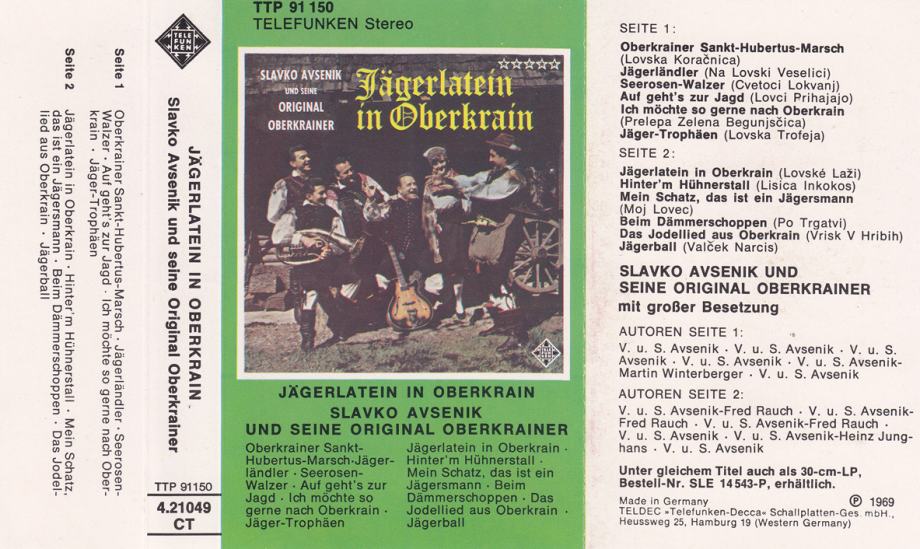 Seite 1
Oberkrainer Sankt-Hubertus-Marsch · Jägerländler · Seerosen-
Walzer · Auf geht's zur Jagd · Ich möchte so gerne nach Ober-
krain · Jäger-Trophäen
Seite 2
Jägerlatein in Oberkrain · Hinter'm Hühnerstall · Mein Schatz,
das ist ein Jägersmann · Beim Dämmerschoppen · Das Jodel-
lied aus Oberkrain · Jägerball
TELE
FUN
KEN
JÄGERLATEIN IN OBERKRAIN
Slavko Avsenik und seine Original Oberkrainer
TTP 91150
4.21049
CT
TTP 91 150
TELEFUNKEN Stereo
SLAVKO AVSENIK
UND SEINE
ORIGINAL
OBERKRAINER
Jägerlatein
in Oberkrain
JÄGERLATEIN IN OBERKRAIN
SLAVKO AVSENIK
UND SEINE ORIGINAL OBERKRAINER
Oberkrainer Sankt-
Hubertus-Marsch·Jäger-
ländler · Seerosen-
Walzer · Auf geht's zur
Jagd · Ich möchte so
gerne nach Oberkrain ·
Jäger-Trophäen
Jägerlatein in Oberkrain ·
Hinter'm Hühnerstall ·
Mein Schatz, das ist ein
Jägersmann · Beim
Dämmerschoppen · Das
Jodellied aus Oberkrain ·
Jägerball
SEITE 1:
Oberkrainer Sankt-Hubertus-Marsch
(Lovska Koračnica)
Jägerländler (Na Lovski Veselici)
Seerosen-Walzer (Cvetoci Lokvanj)
Auf geht's zur Jagd (Lovci Prihajajo)
Ich möchte so gerne nach Oberkrain
(Prelepa Zelena Begunjsčica)
Jäger-Trophäen (Lovska Trofeja)
SEITE 2:
Jägerlatein in Oberkrain (Lovské Laži)
Hinter'm Hühnerstall (Lisica Inkokos)
Mein Schatz, das ist ein Jägersmann
(Moj Lovec)
Beim Dämmerschoppen (Po Trgatvi)
Das Jodellied aus Oberkrain (Vrisk V Hribih)
Jägerball (Valček Narcis)
SLAVKO AVSENIK UND
SEINE ORIGINAL OBERKRAINER
mit großer Besetzung
AUTOREN SEITE 1:
V. u. S. Avsenik · V. u. S. Avsenik · V. u. S.
Avsenik · V. u. S. Avsenik · V. u. S. Avsenik-
Martin Winterberger · V. u. S. Avsenik
AUTOREN SEITE 2:
V. u. S. Avsenik-Fred Rauch · V. u. S. Avsenik-
Fred Rauch · V. u. S. Avsenik-Fred Rauch ·
V. u. S. Avsenik · V. u. S. Avsenik-Heinz Jung-
hans · V. u. S. Avsenik
Unter gleichem Titel auch als 30-cm-LP,
Bestell-Nr. SLE 14 543-P, erhältlich.
Made in Germany ℗ 1969
TELDEC »Telefunken-Decca« Schallplatten-Ges. mbH.,
Heussweg 25, Hamburg 19 (Western Germany)